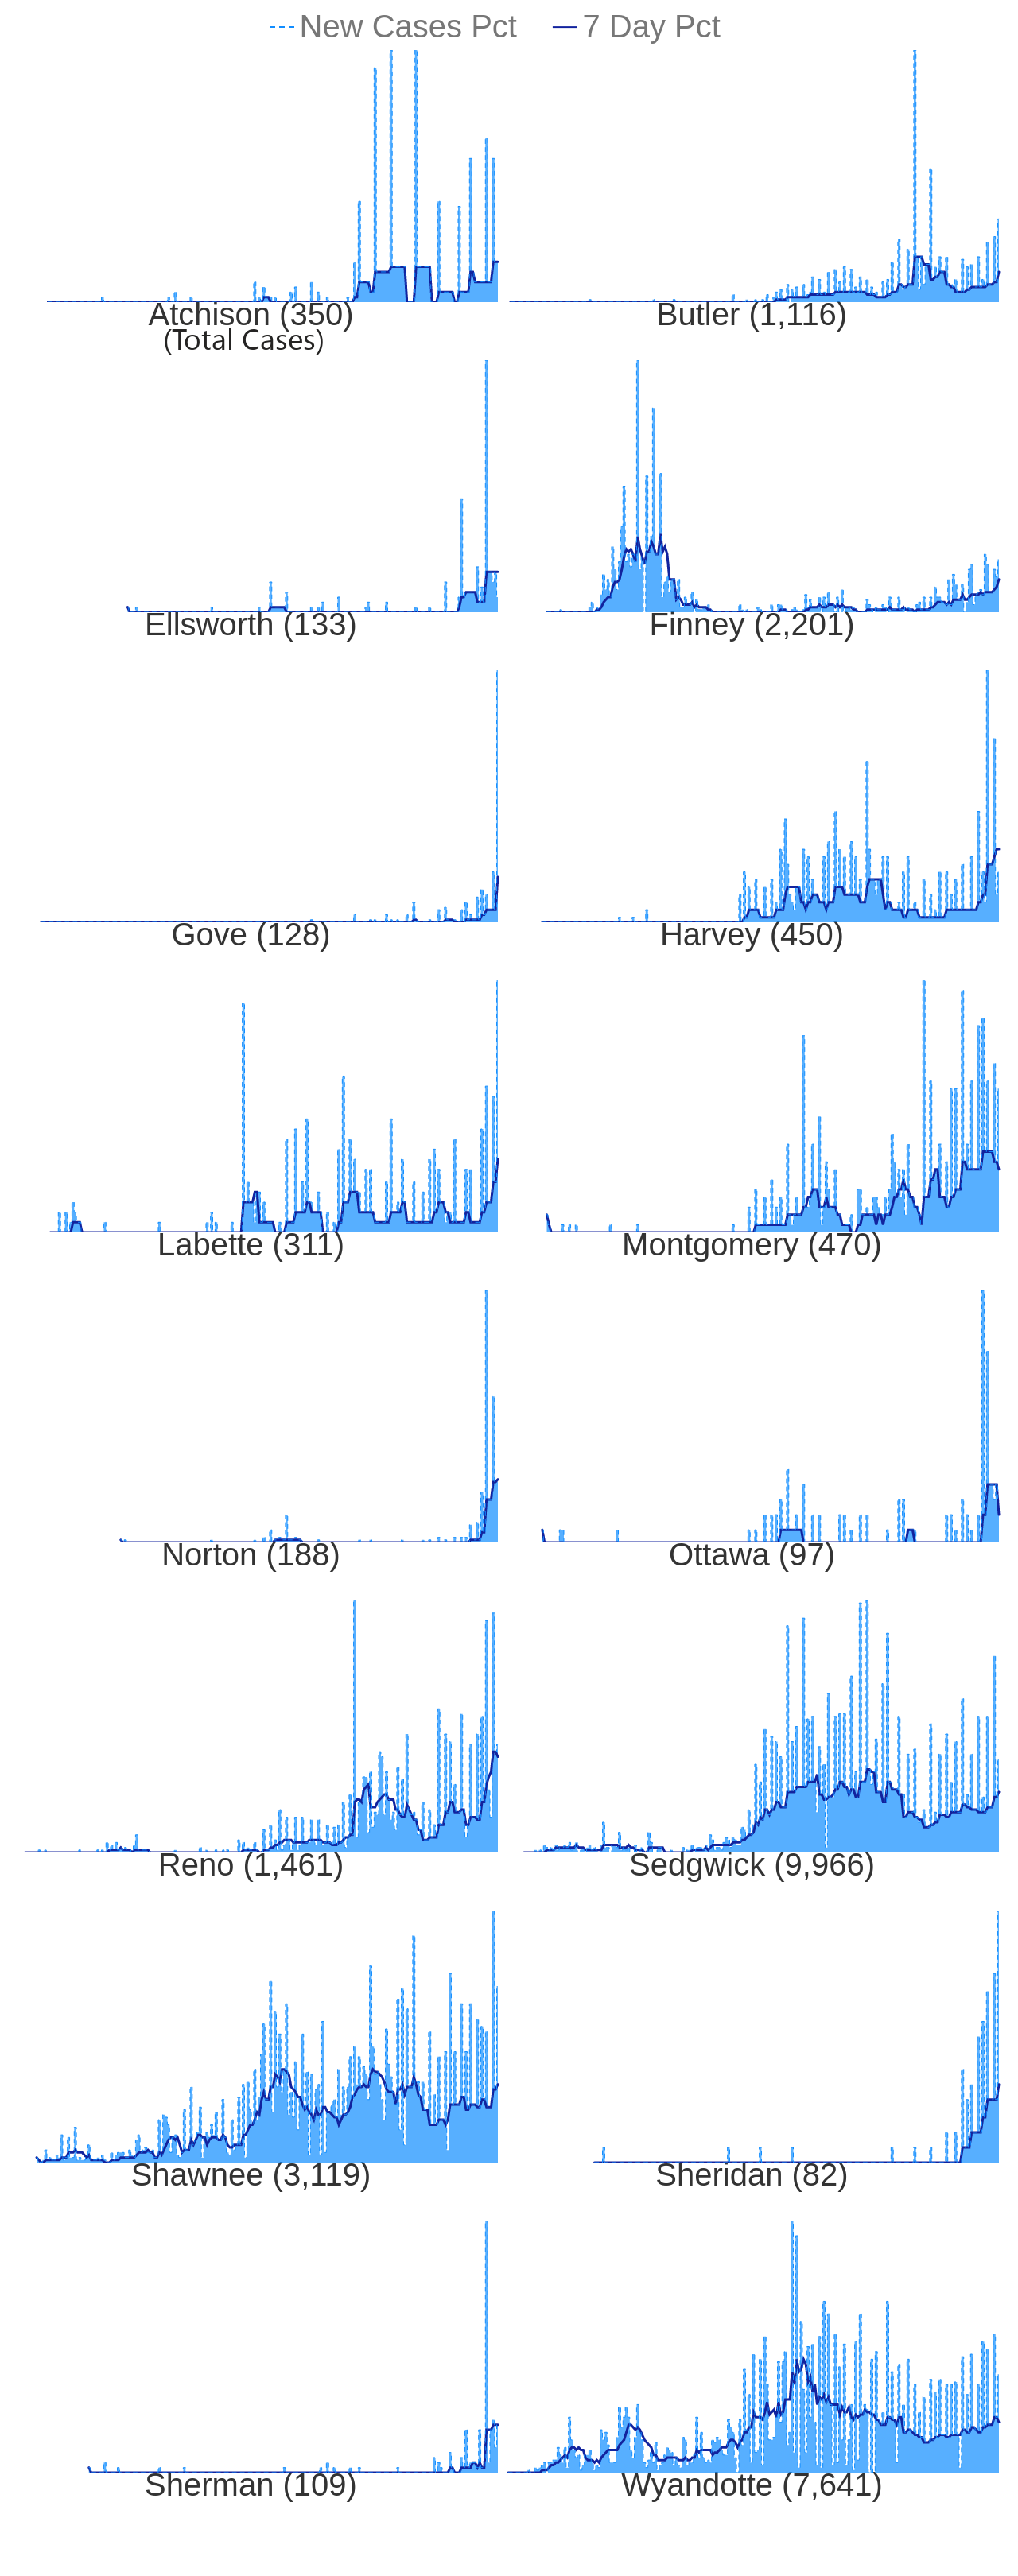 New Cases Pct 7 Day Pct
Atchison (350) Butler (1,116)
(Total Cases)
Ellsworth (133) Finney (2,201)
Gove (128) Harvey (450)
Labette (311) Montgomery (470)
Norton (188) Ottawa (97)
Reno (1,461) Sedgwick (9,966)
Shawnee (3,119) Sheridan (82)
Sherman (109) Wyandotte (7,641)